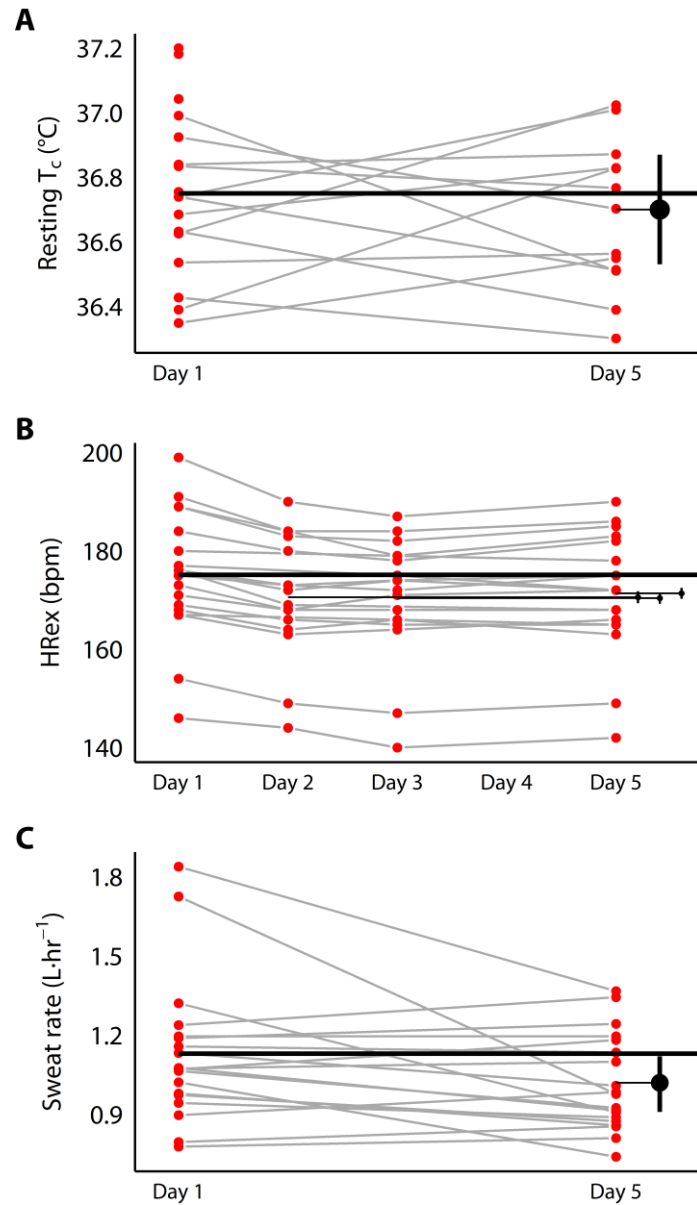 A
37.2
37.0
36.8
36.6
36.4
Resting Tc (°C)
Day 1 Day 5
B
200
180
160
140
HRex (bpm)
Day 1 Day 2 Day 3 Day 4 Day 5
C
1.8
1.5
1.2
0.9
Sweat rate (L·hr⁻¹)
Day 1 Day 5